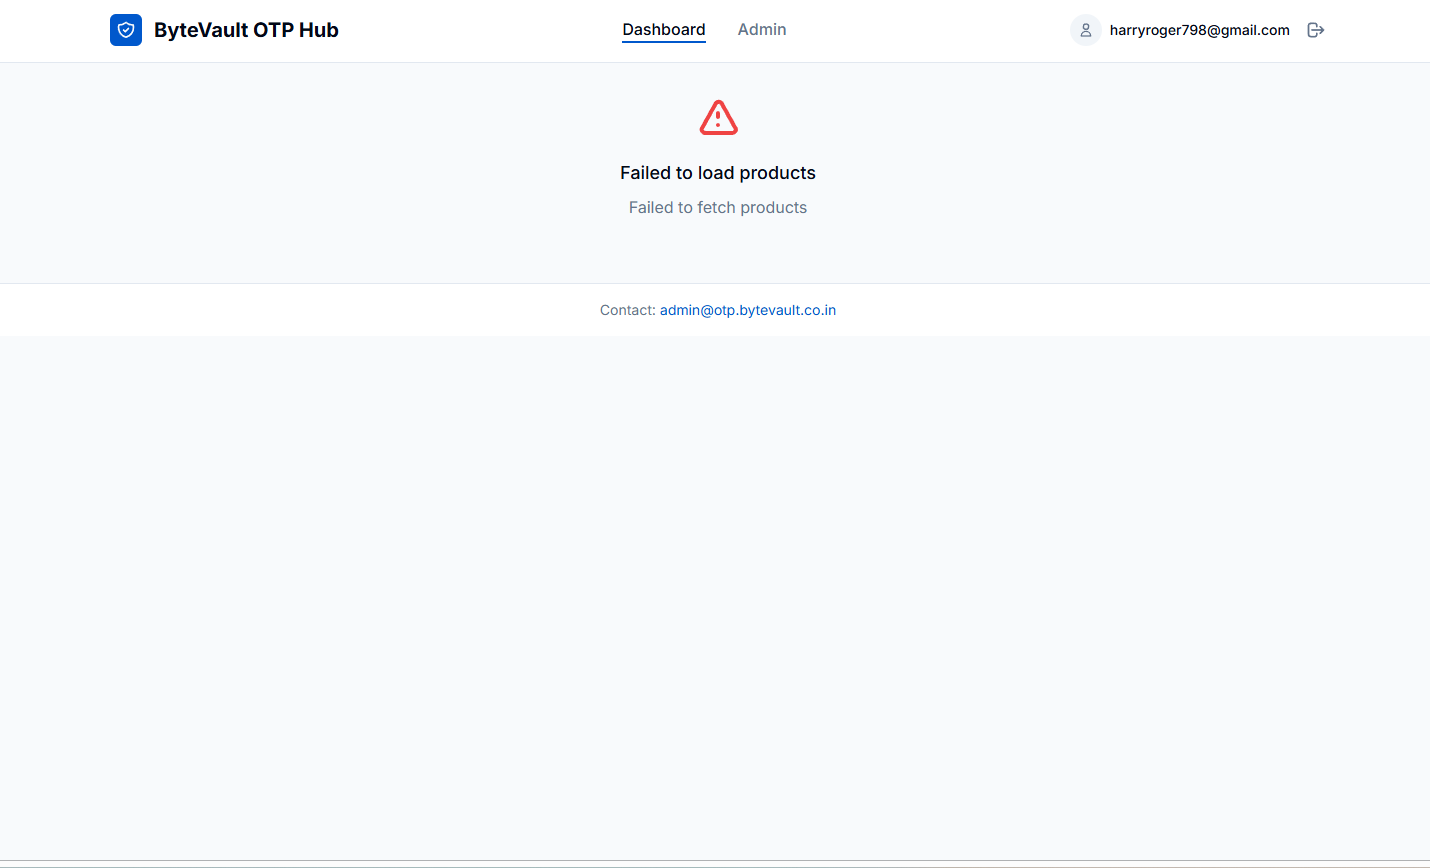 ByteVault OTP Hub
Dashboard
Admin
harryroger798@gmail.com
Failed to load products
Failed to fetch products
Contact: admin@otp.bytevault.co.in